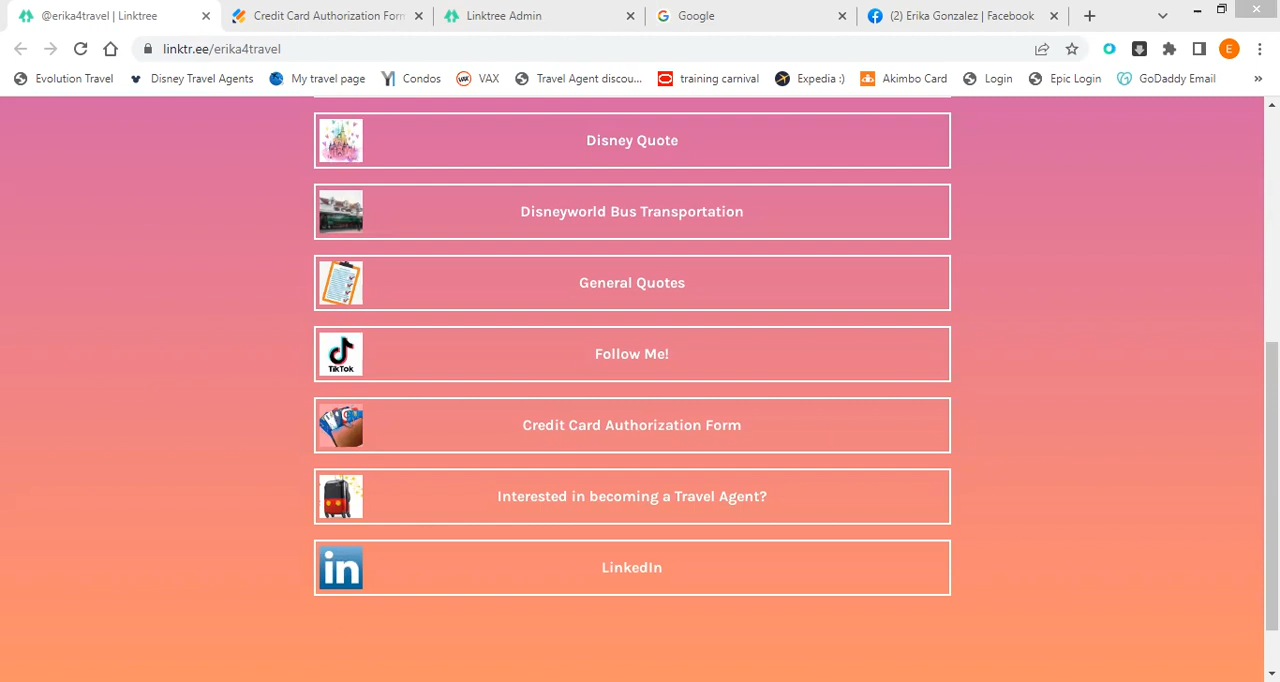 @erika4travel | Linktree
Credit Card Authorization Form
Linktree Admin
Google
(2) Erika Gonzalez | Facebook
linktr.ee/erika4travel
E
Evolution Travel
Disney Travel Agents
My travel page
Condos
VAX
Travel Agent discou...
training carnival
Expedia :)
Akimbo Card
Login
Epic Login
GoDaddy Email
»
Disney Quote
Disneyworld Bus Transportation
General Quotes
TikTok
Follow Me!
Credit Card Authorization Form
Interested in becoming a Travel Agent?
in
LinkedIn